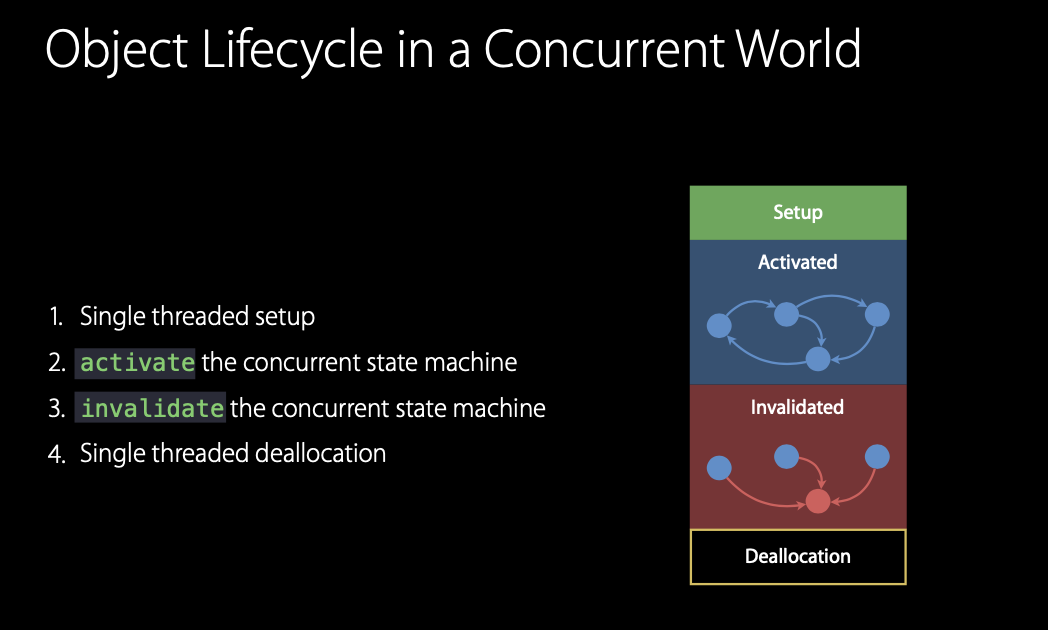 Object Lifecycle in a Concurrent World
Setup
Activated
1. Single threaded setup
2. activate the concurrent state machine
3. invalidate the concurrent state machine
4. Single threaded deallocation
Invalidated
Deallocation